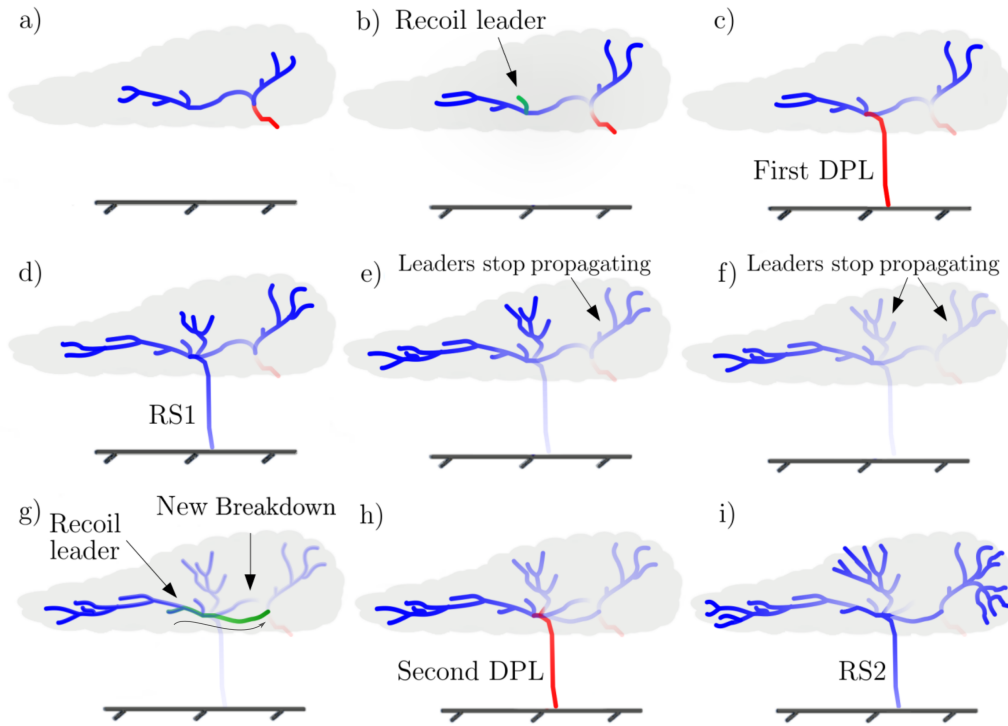 a)
b)
Recoil leader
c)
First DPL
d)
RS1
e)
Leaders stop propagating
f)
Leaders stop propagating
g)
Recoil
leader
New Breakdown
h)
Second DPL
i)
RS2